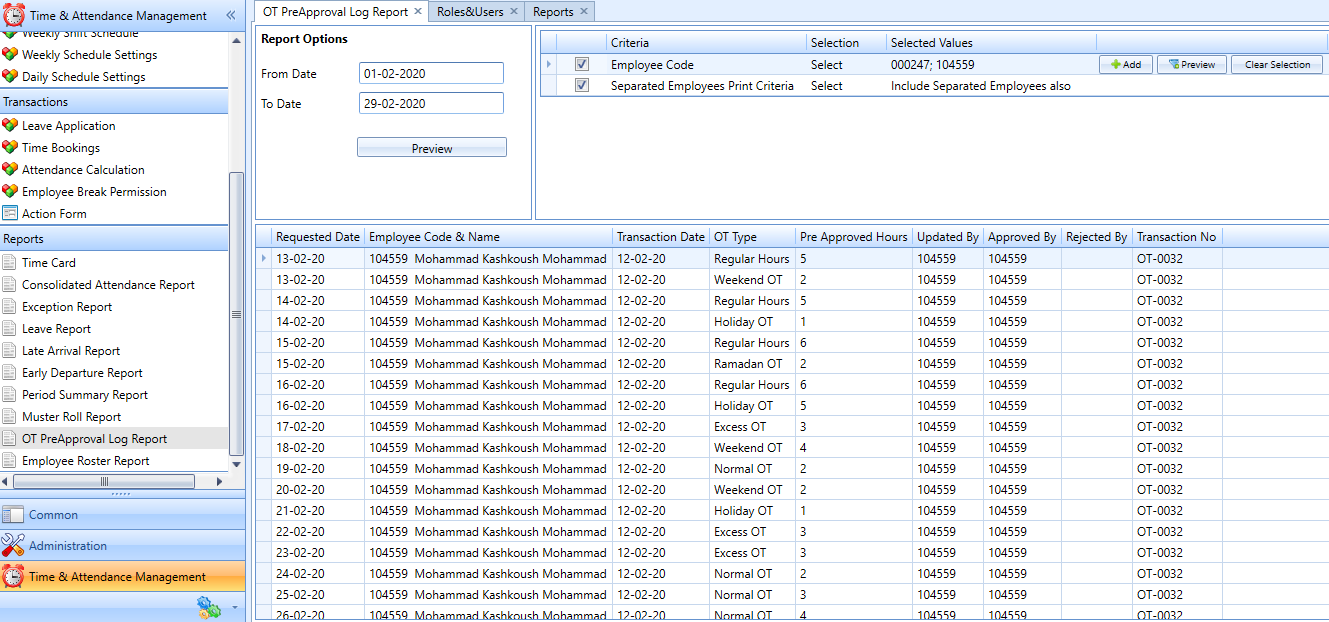 Time & Attendance Management «
Weekly Shift Schedule
Weekly Schedule Settings
Daily Schedule Settings
Transactions
Leave Application
Time Bookings
Attendance Calculation
Employee Break Permission
Action Form
Reports
Time Card
Consolidated Attendance Report
Exception Report
Leave Report
Late Arrival Report
Early Departure Report
Period Summary Report
Muster Roll Report
OT PreApproval Log Report
Employee Roster Report
Common
Administration
Time & Attendance Management
OT PreApproval Log Report Roles&Users Reports
Report Options
From Date 01-02-2020
To Date 29-02-2020
Preview
Criteria Selection Selected Values
Employee Code Select 000247; 104559 Add Preview Clear Selection
Separated Employees Print Criteria Select Include Separated Employees also
Requested Date Employee Code & Name Transaction Date OT Type Pre Approved Hours Updated By Approved By Rejected By Transaction No
13-02-20 104559 Mohammad Kashkoush Mohammad 12-02-20 Regular Hours 5 104559 104559 OT-0032
13-02-20 104559 Mohammad Kashkoush Mohammad 12-02-20 Weekend OT 2 104559 104559 OT-0032
14-02-20 104559 Mohammad Kashkoush Mohammad 12-02-20 Regular Hours 5 104559 104559 OT-0032
14-02-20 104559 Mohammad Kashkoush Mohammad 12-02-20 Holiday OT 1 104559 104559 OT-0032
15-02-20 104559 Mohammad Kashkoush Mohammad 12-02-20 Regular Hours 6 104559 104559 OT-0032
15-02-20 104559 Mohammad Kashkoush Mohammad 12-02-20 Ramadan OT 2 104559 104559 OT-0032
16-02-20 104559 Mohammad Kashkoush Mohammad 12-02-20 Regular Hours 6 104559 104559 OT-0032
16-02-20 104559 Mohammad Kashkoush Mohammad 12-02-20 Holiday OT 5 104559 104559 OT-0032
17-02-20 104559 Mohammad Kashkoush Mohammad 12-02-20 Excess OT 3 104559 104559 OT-0032
18-02-20 104559 Mohammad Kashkoush Mohammad 12-02-20 Weekend OT 4 104559 104559 OT-0032
19-02-20 104559 Mohammad Kashkoush Mohammad 12-02-20 Normal OT 2 104559 104559 OT-0032
20-02-20 104559 Mohammad Kashkoush Mohammad 12-02-20 Weekend OT 2 104559 104559 OT-0032
21-02-20 104559 Mohammad Kashkoush Mohammad 12-02-20 Holiday OT 1 104559 104559 OT-0032
22-02-20 104559 Mohammad Kashkoush Mohammad 12-02-20 Excess OT 3 104559 104559 OT-0032
23-02-20 104559 Mohammad Kashkoush Mohammad 12-02-20 Excess OT 3 104559 104559 OT-0032
24-02-20 104559 Mohammad Kashkoush Mohammad 12-02-20 Normal OT 2 104559 104559 OT-0032
25-02-20 104559 Mohammad Kashkoush Mohammad 12-02-20 Normal OT 3 104559 104559 OT-0032
26-02-20 104559 Mohammad Kashkoush Mohammad 12-02-20 Normal OT 4 104559 104559 OT-0032